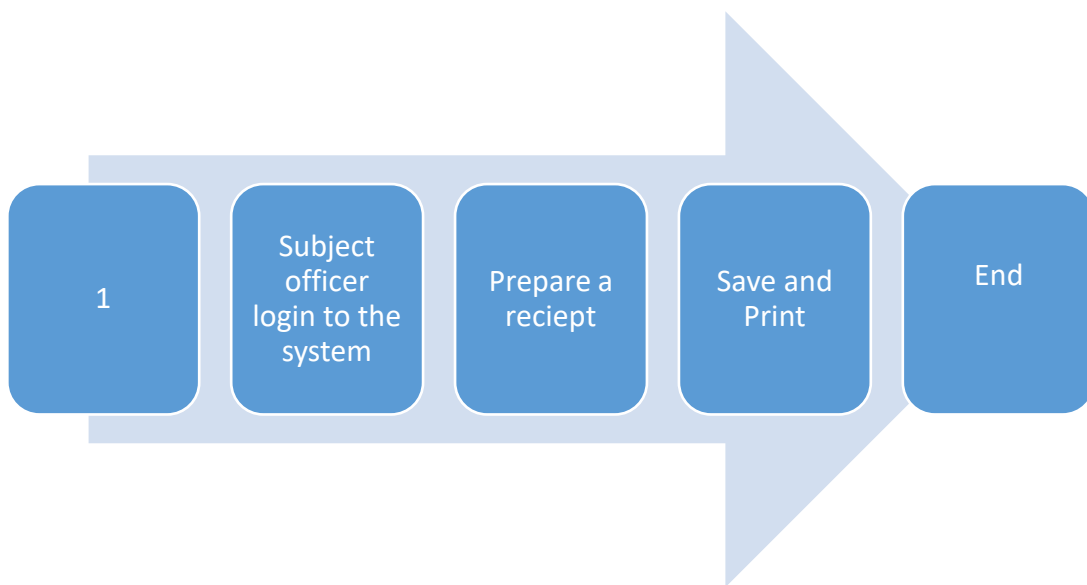 1
Subject
officer
login to the
system
Prepare a
reciept
Save and
Print
End